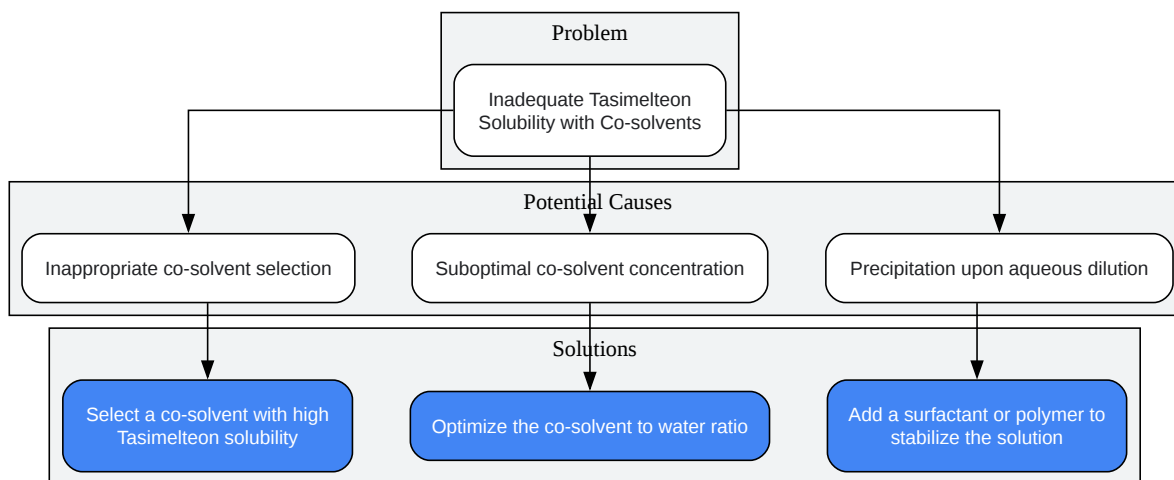 Problem
Inadequate Tasimelteon
Solubility with Co-solvents
Potential Causes
Inappropriate co-solvent selection
Suboptimal co-solvent concentration
Precipitation upon aqueous dilution
Solutions
Select a co-solvent with high
Tasimelteon solubility
Optimize the co-solvent to water ratio
Add a surfactant or polymer to
stabilize the solution